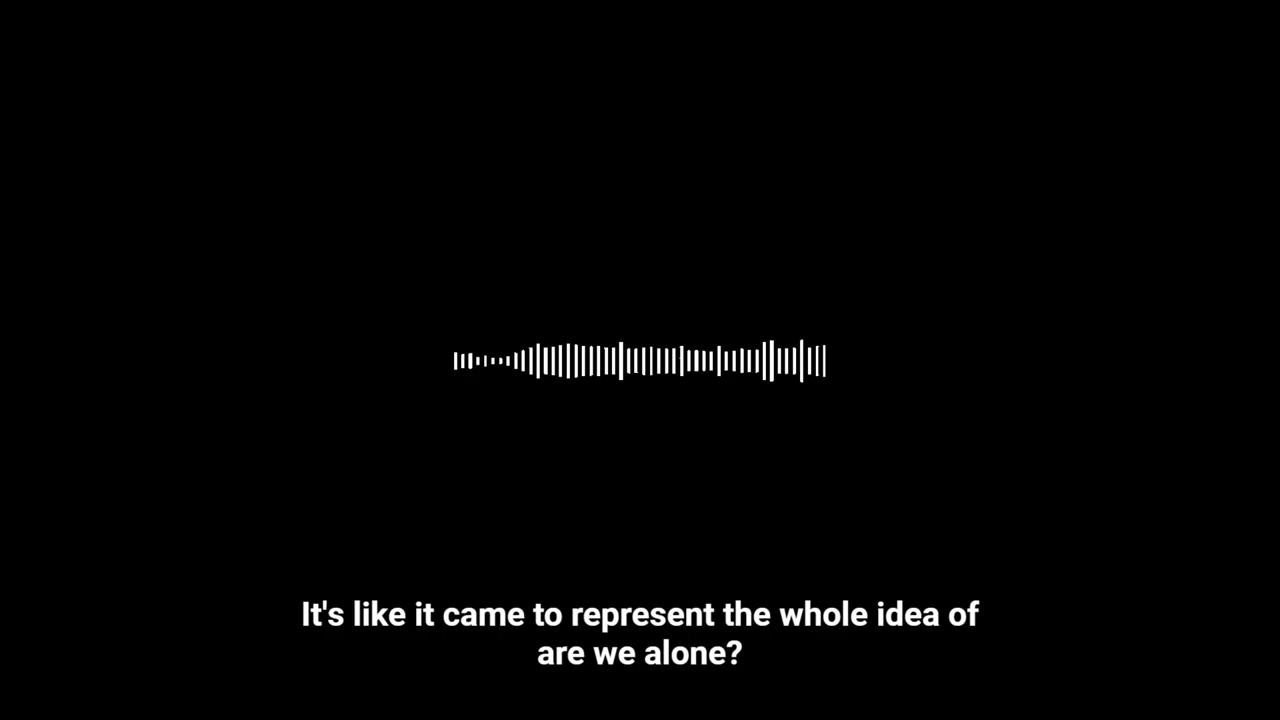 It's like it came to represent the whole idea of
are we alone?